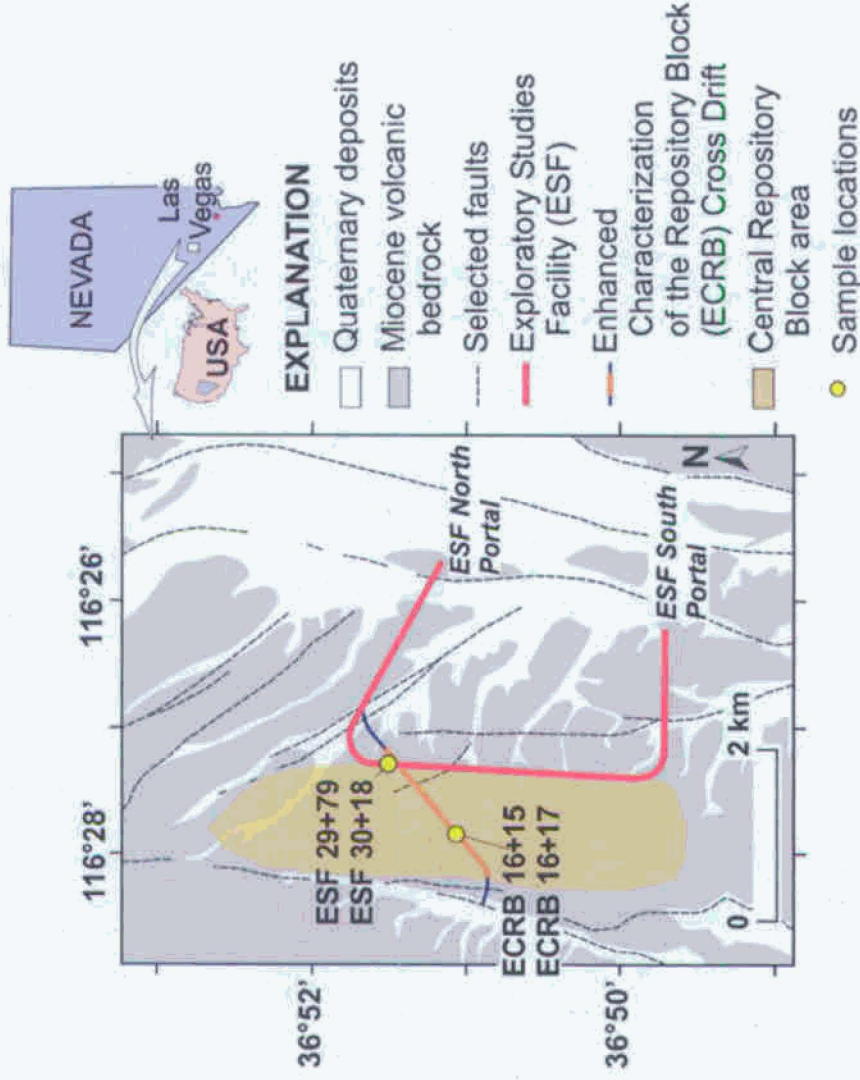 116°28'
116°26'
36°52'
36°50'
ESF 29+79
ESF 30+18
ECRB 16+15
ECRB 16+17
ESF North
Portal
ESF South
Portal
N
0
2 km
NEVADA
Las
Vegas
USA
EXPLANATION
Quaternary deposits
Miocene volcanic
bedrock
Selected faults
Exploratory Studies
Facility (ESF)
Enhanced
Characterization
of the Repository Block
(ECRB) Cross Drift
Central Repository
Block area
Sample locations